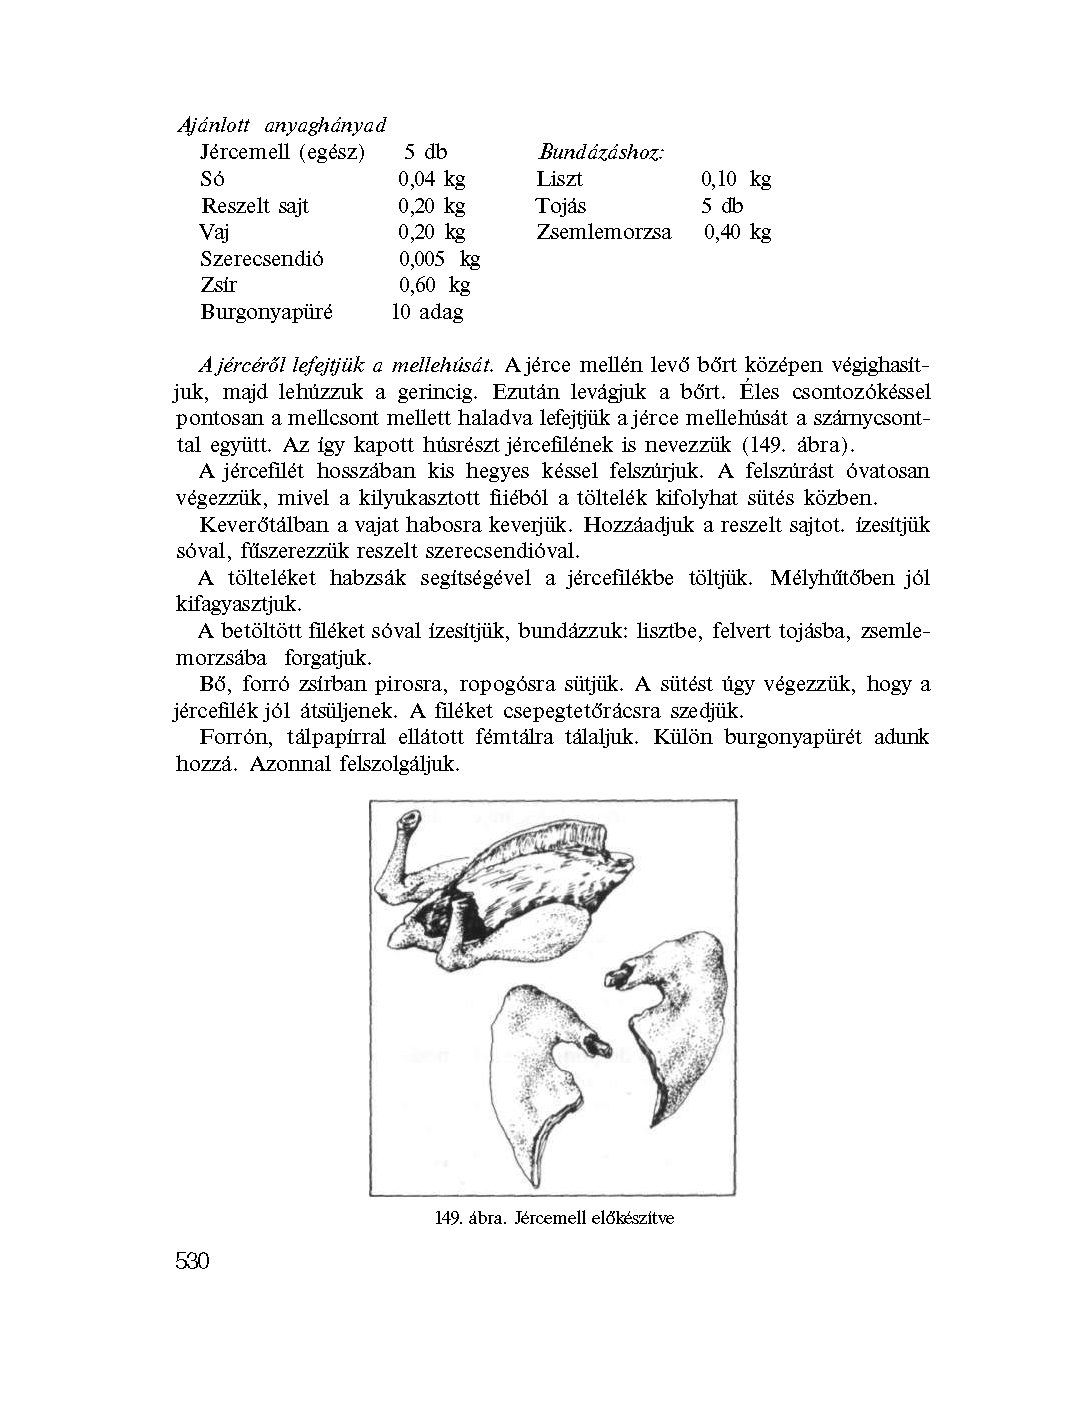 Ajánlott anyaghányad
Jércemell (egész) 5 db
Só 0,04 kg
Reszelt sajt 0,20 kg
Vaj 0,20 kg
Szerecsendió 0,005 kg
Zsír 0,60 kg
Burgonyapüré 10 adag
Bundázáshoz:
Liszt 0,10 kg
Tojás 5 db
Zsemlemorzsa 0,40 kg
A jércéről lefejtjük a mellehúsát. A jérce mellén levő bőrt középen végighasít-
juk, majd lehúzzuk a gerincig. Ezután levágjuk a bőrt. Éles csontozókéssel
pontosan a mellcsont mellett haladva lefejtjük a jérce mellehúsát a szárnycsont-
tal együtt. Az így kapott húsrészt jércefilének is nevezzük (149. ábra).
A jércefilét hosszában kis hegyes késsel felszúrjuk. A felszúrást óvatosan
végezzük, mivel a kilyukasztott fiiéból a töltelék kifolyhat sütés közben.
Keverőtálban a vajat habosra keverjük. Hozzáadjuk a reszelt sajtot. ízesítjük
sóval, fűszerezzük reszelt szerecsendióval.
A tölteléket habzsák segítségével a jércefilékbe töltjük. Mélyhűtőben jól
kifagyasztjuk.
A betöltött filéket sóval ízesítjük, bundázzuk: lisztbe, felvert tojásba, zsemle-
morzsába forgatjuk.
Bő, forró zsírban pirosra, ropogósra sütjük. A sütést úgy végezzük, hogy a
jércefilék jól átsüljenek. A filéket csepegtetőrácsra szedjük.
Forrón, tálpapírral ellátott fémtálra tálaljuk. Külön burgonyapürét adunk
hozzá. Azonnal felszolgáljuk.
149. ábra. Jércemell előkészítve
530